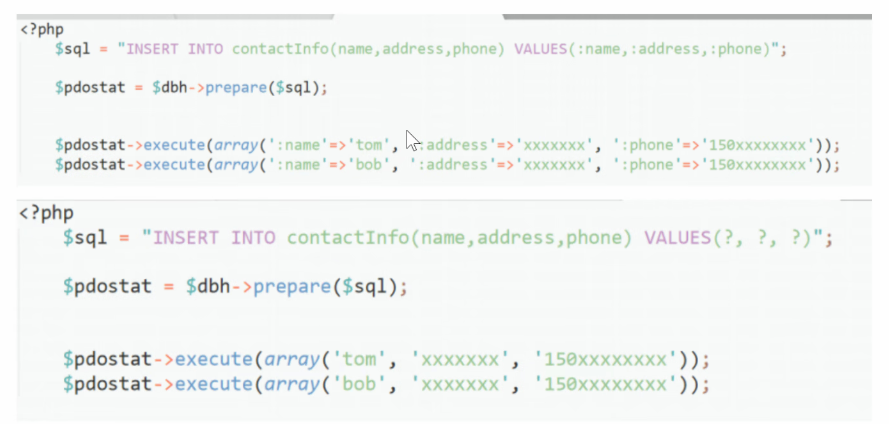 <?php
$sql = "INSERT INTO contactInfo(name,address,phone) VALUES(:name,:address,:phone)";
$pdostat = $dbh->prepare($sql);
$pdostat->execute(array(':name'=>'tom', ':address'=>'xxxxxxx', ':phone'=>'150xxxxxxxx'));
$pdostat->execute(array(':name'=>'bob', ':address'=>'xxxxxxx', ':phone'=>'150xxxxxxxx'));
<?php
$sql = "INSERT INTO contactInfo(name,address,phone) VALUES(?, ?, ?)";
$pdostat = $dbh->prepare($sql);
$pdostat->execute(array('tom', 'xxxxxxx', '150xxxxxxxx'));
$pdostat->execute(array('bob', 'xxxxxxx', '150xxxxxxxx'));